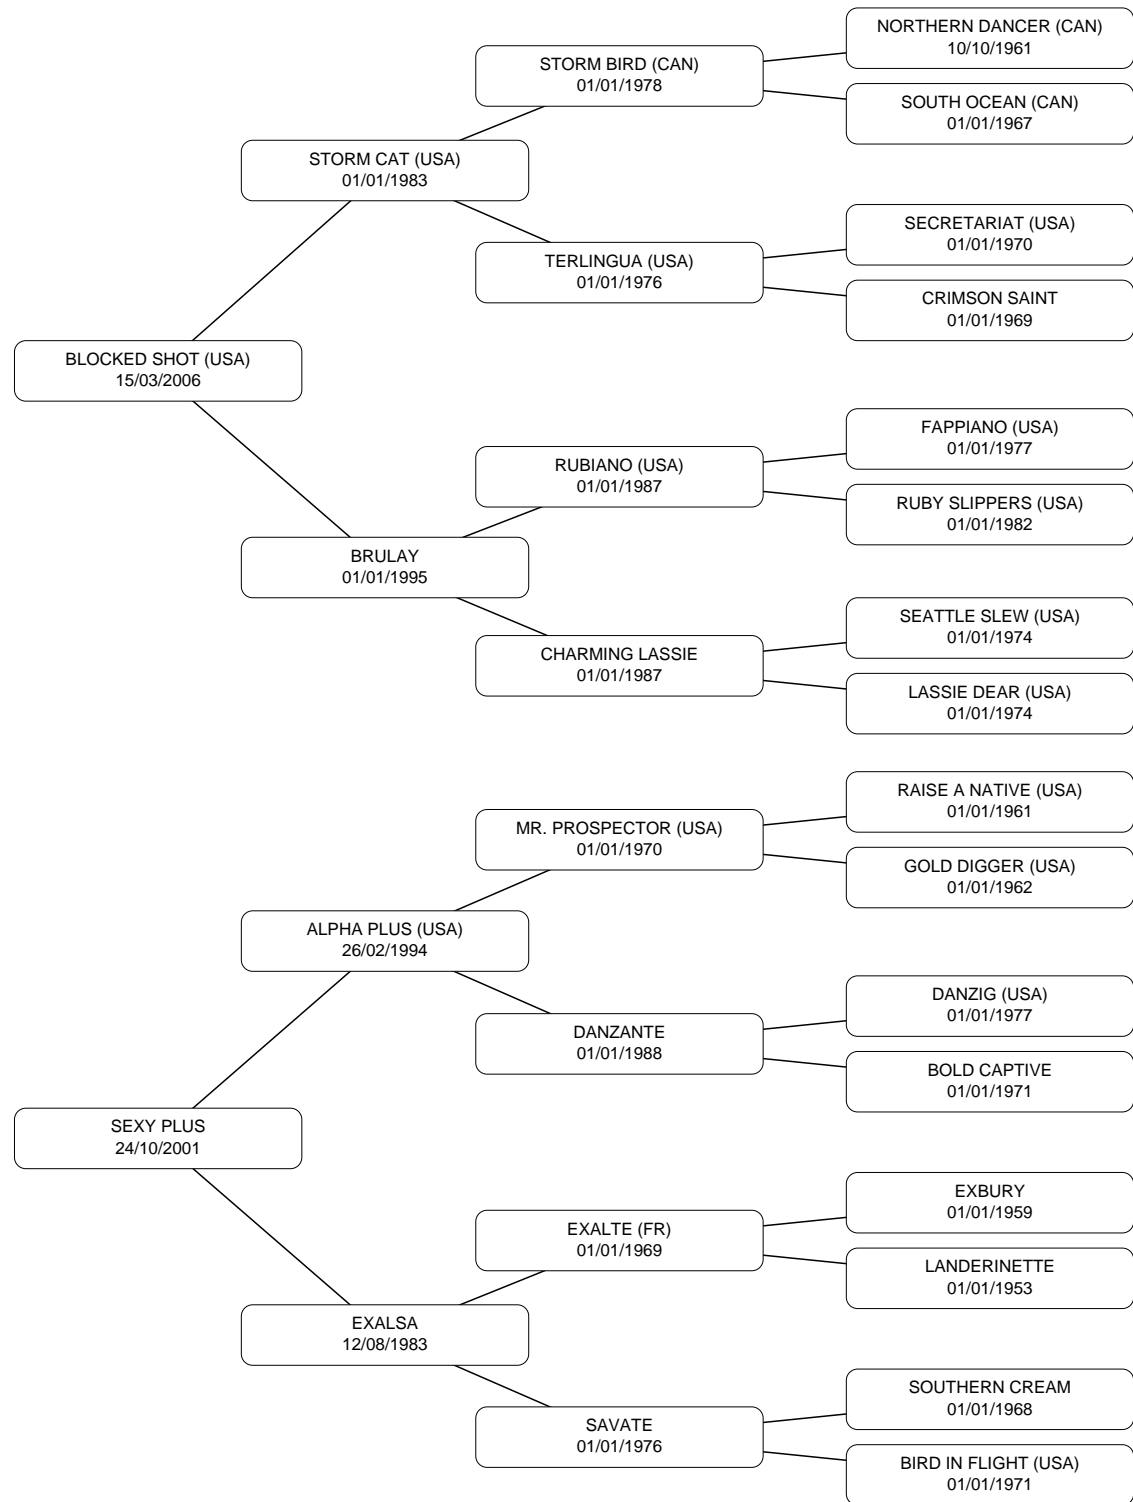 NORTHERN DANCER (CAN)
10/10/1961
STORM BIRD (CAN)
01/01/1978
SOUTH OCEAN (CAN)
01/01/1967
STORM CAT (USA)
01/01/1983
SECRETARIAT (USA)
01/01/1970
TERLINGUA (USA)
01/01/1976
CRIMSON SAINT
01/01/1969
BLOCKED SHOT (USA)
15/03/2006
FAPPIANO (USA)
01/01/1977
RUBIANO (USA)
01/01/1987
RUBY SLIPPERS (USA)
01/01/1982
BRULAY
01/01/1995
SEATTLE SLEW (USA)
01/01/1974
CHARMING LASSIE
01/01/1987
LASSIE DEAR (USA)
01/01/1974
RAISE A NATIVE (USA)
01/01/1961
MR. PROSPECTOR (USA)
01/01/1970
GOLD DIGGER (USA)
01/01/1962
ALPHA PLUS (USA)
26/02/1994
DANZIG (USA)
01/01/1977
DANZANTE
01/01/1988
BOLD CAPTIVE
01/01/1971
SEXY PLUS
24/10/2001
EXBURY
01/01/1959
EXALTE (FR)
01/01/1969
LANDERINETTE
01/01/1953
EXALSA
12/08/1983
SOUTHERN CREAM
01/01/1968
SAVATE
01/01/1976
BIRD IN FLIGHT (USA)
01/01/1971